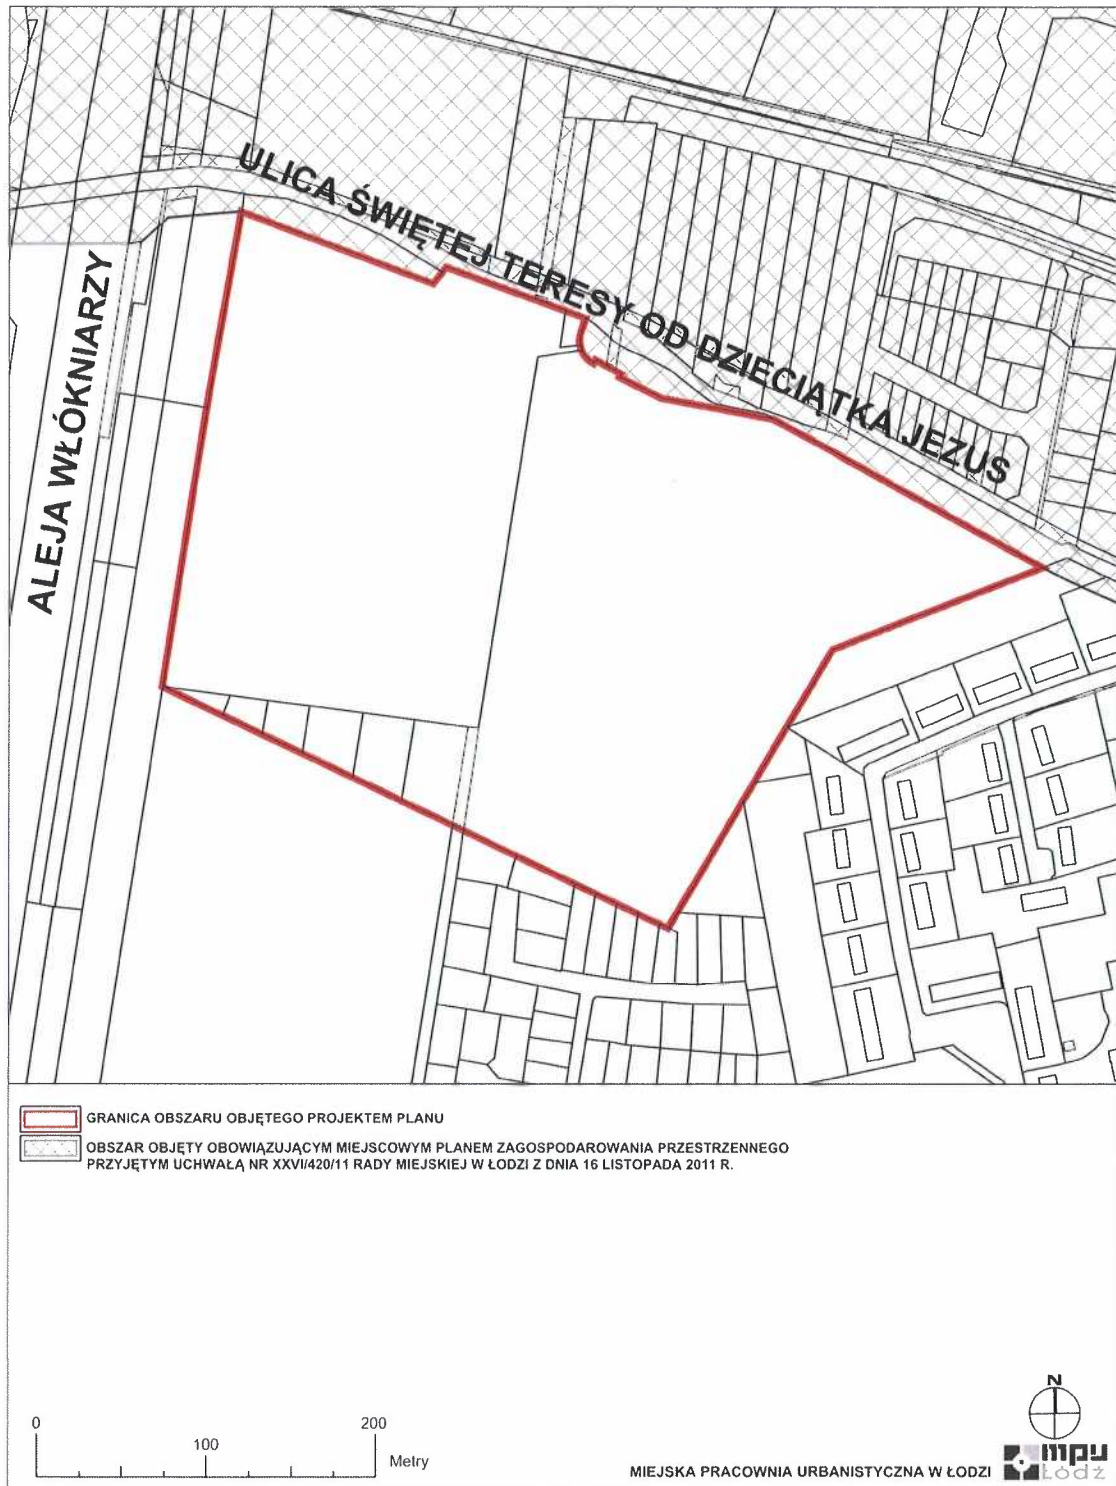 ULICA ŚWIĘTEJ TERESY OD DZIECIĄTKA JEZUS
ALEJA WŁÓKNIARZY
GRANICA OBSZARU OBJĘTEGO PROJEKTEM PLANU
OBSZAR OBJĘTY OBOWIĄZUJĄCYM MIEJSCOWYM PLANEM ZAGOSPODAROWANIA PRZESTRZENNEGO
PRZYJĘTYM UCHWAŁĄ NR XXVI/420/11 RADY MIEJSKIEJ W ŁODZI Z DNIA 16 LISTOPADA 2011 R.
N
0 200
100
Metry
MIEJSKA PRACOWNIA URBANISTYCZNA W ŁODZI
mpu
Łódź